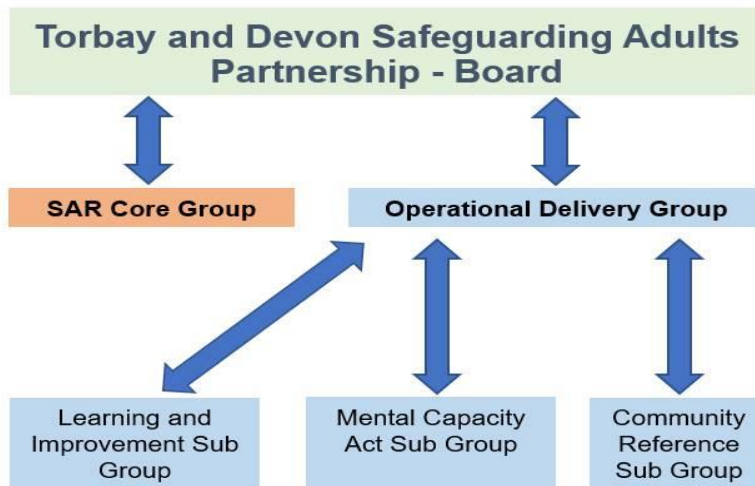 Torbay and Devon Safeguarding Adults
Partnership - Board
SAR Core Group
Operational Delivery Group
Learning and
Improvement Sub
Group
Mental Capacity
Act Sub Group
Community
Reference
Sub Group